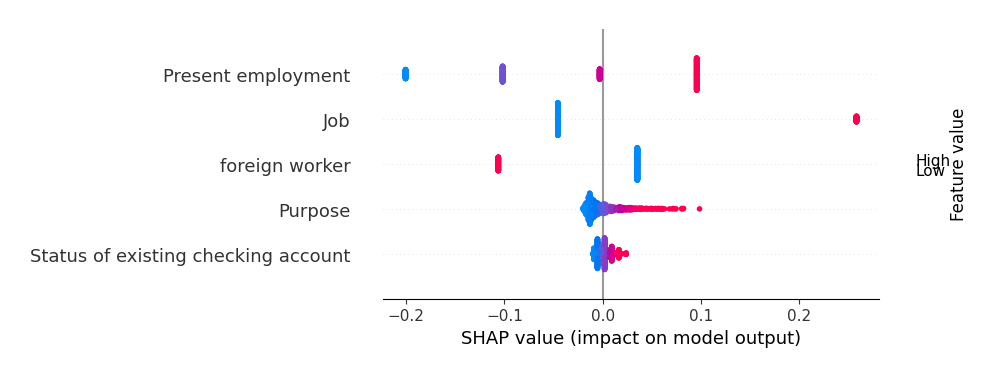 Present employment
Job
foreign worker
Purpose
Status of existing checking account
−0.2
−0.1
0.0
0.1
0.2
SHAP value (impact on model output)
High
Low
Feature value